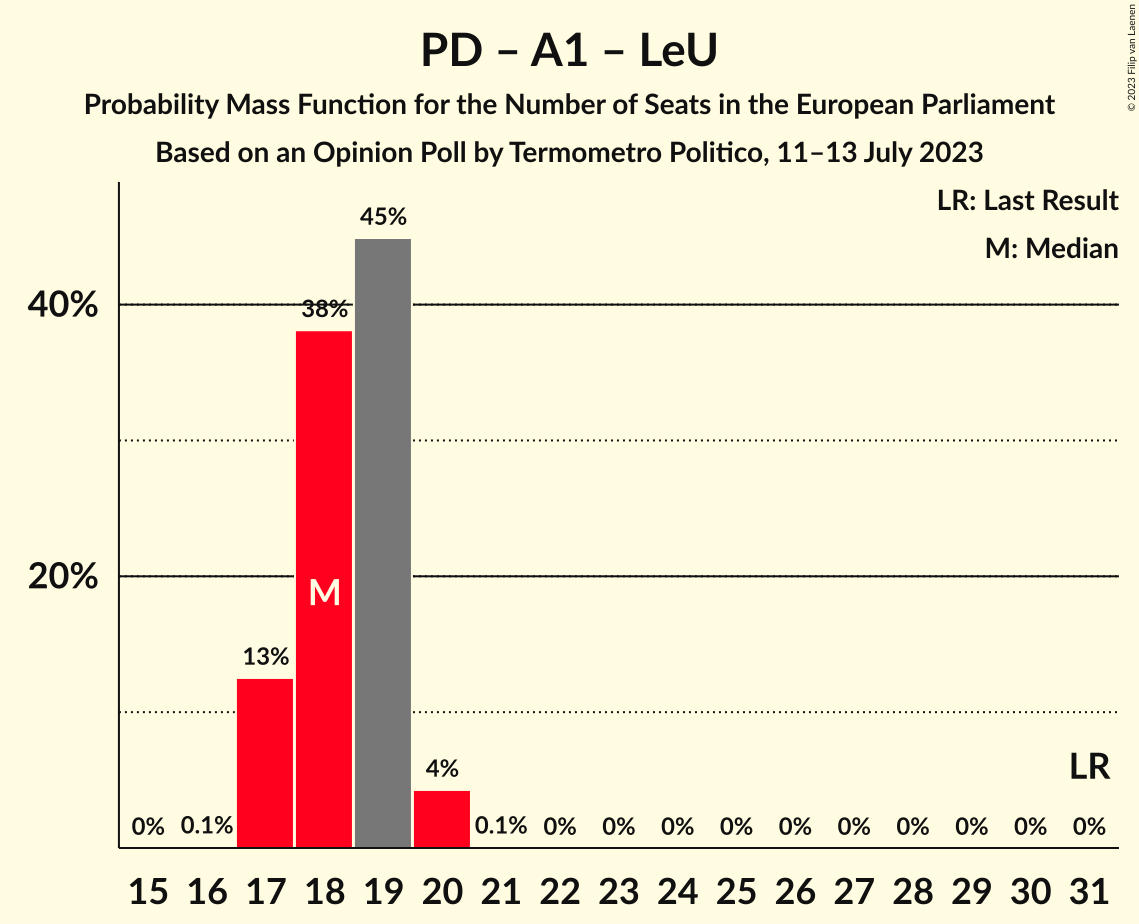 PD – A1 – LeU
Probability Mass Function for the Number of Seats in the European Parliament
Based on an Opinion Poll by Termometro Politico, 11–13 July 2023
© 2023 Filip van Laenen
LR: Last Result
M: Median
45%
40%
38%
20%
M
13%
4%
LR
0% 0.1% 0.1% 0% 0% 0% 0% 0% 0% 0% 0% 0% 0%
15 16 17 18 19 20 21 22 23 24 25 26 27 28 29 30 31